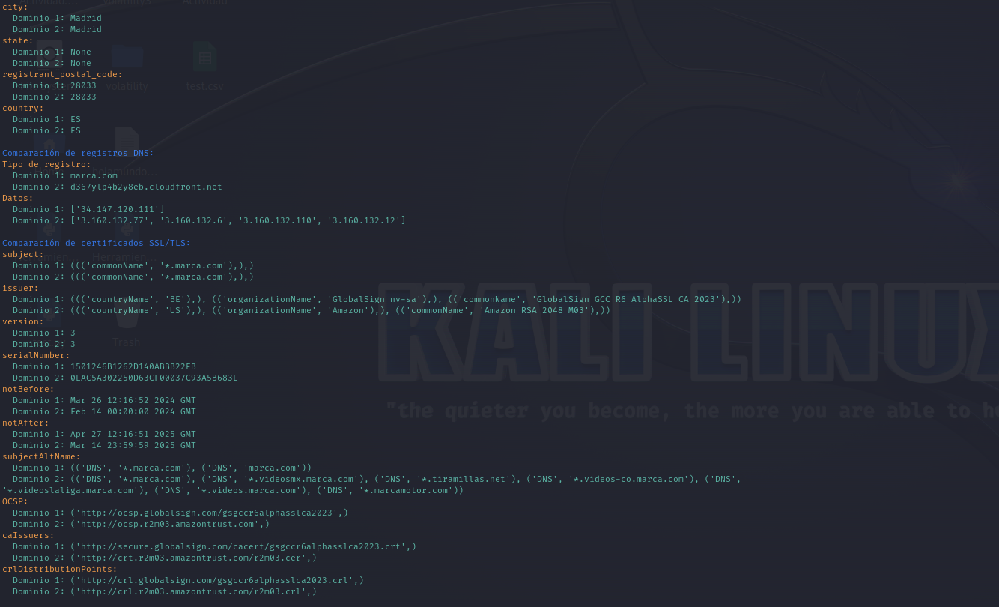 city:
  Dominio 1: Madrid
  Dominio 2: Madrid
state:
  Dominio 1: None
  Dominio 2: None
registrant_postal_code:
  Dominio 1: 28033
  Dominio 2: 28033
country:
  Dominio 1: ES
  Dominio 2: ES

Comparación de registros DNS:
Tipo de registro:
  Dominio 1: marca.com
  Dominio 2: d367ylp4b2y8eb.cloudfront.net
Datos:
  Dominio 1: ['34.147.120.111']
  Dominio 2: ['3.160.132.77', '3.160.132.6', '3.160.132.110', '3.160.132.12']

Comparación de certificados SSL/TLS:
subject:
  Dominio 1: ((('commonName', '*.marca.com'),),)
  Dominio 2: ((('commonName', '*.marca.com'),),)
issuer:
  Dominio 1: ((('countryName', 'BE'),), (('organizationName', 'GlobalSign nv-sa'),), (('commonName', 'GlobalSign GCC R6 AlphaSSL CA 2023'),))
  Dominio 2: ((('countryName', 'US'),), (('organizationName', 'Amazon'),), (('commonName', 'Amazon RSA 2048 M03'),))
version:
  Dominio 1: 3
  Dominio 2: 3
serialNumber:
  Dominio 1: 1501246B1262D140ABBB22EB
  Dominio 2: 0EAC5A302250D63CF00037C93A5B683E
notBefore:
  Dominio 1: Mar 26 12:16:52 2024 GMT
  Dominio 2: Feb 14 00:00:00 2024 GMT
notAfter:
  Dominio 1: Apr 27 12:16:51 2025 GMT
  Dominio 2: Mar 14 23:59:59 2025 GMT
subjectAltName:
  Dominio 1: (('DNS', '*.marca.com'), ('DNS', 'marca.com'))
  Dominio 2: (('DNS', '*.marca.com'), ('DNS', '*.videosmx.marca.com'), ('DNS', '*.tiramillas.net'), ('DNS', '*.videos-co.marca.com'), ('DNS',
'*.videoslaliga.marca.com'), ('DNS', '*.videos.marca.com'), ('DNS', '*.marcamotor.com'))
OCSP:
  Dominio 1: ('http://ocsp.globalsign.com/gsgccr6alphasslca2023',)
  Dominio 2: ('http://ocsp.r2m03.amazontrust.com',)
caIssuers:
  Dominio 1: ('http://secure.globalsign.com/cacert/gsgccr6alphasslca2023.crt',)
  Dominio 2: ('http://crt.r2m03.amazontrust.com/r2m03.cer',)
crlDistributionPoints:
  Dominio 1: ('http://crl.globalsign.com/gsgccr6alphasslca2023.crl',)
  Dominio 2: ('http://crl.r2m03.amazontrust.com/r2m03.crl',)
volatility3
Actividad
volatility
test.csv
Trash
KALI LINUX
"the quieter you become, the more you are able to